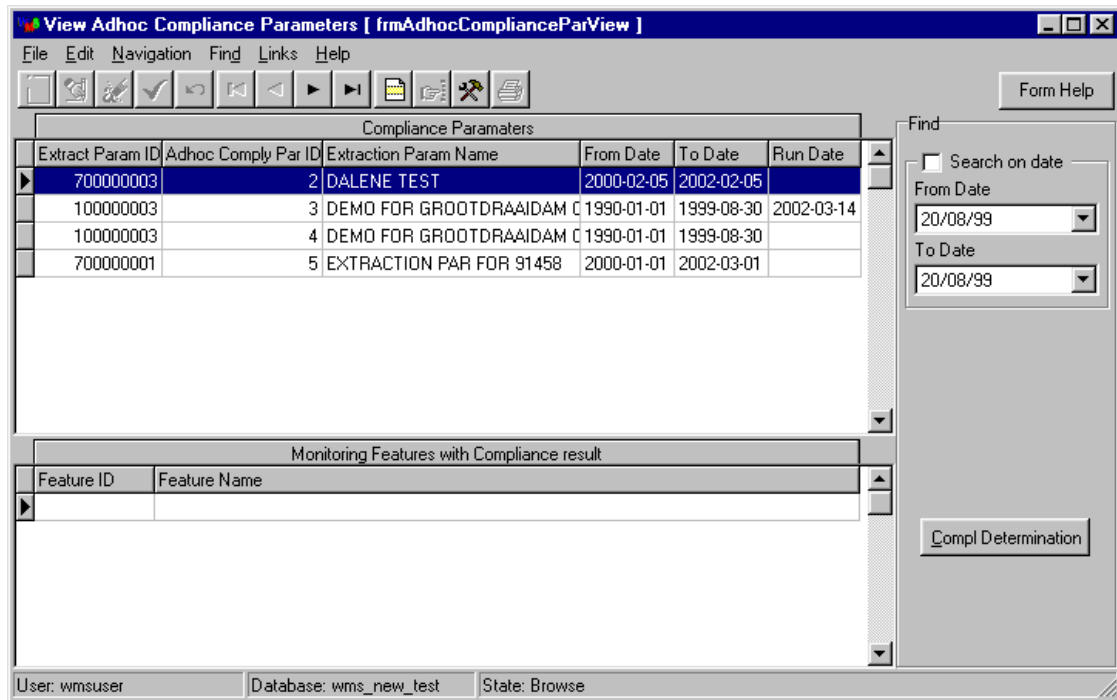 View Adhoc Compliance Parameters [ frmAdhocComplianceParView ]
File Edit Navigation Find Links Help
Form Help
Compliance Paramaters
Extract Param ID Adhoc Comply Par ID Extraction Param Name From Date To Date Run Date
700000003 2 DALENE TEST 2000-02-05 2002-02-05
100000003 3 DEMO FOR GROOTDRAAIDAM 1990-01-01 1999-08-30 2002-03-14
100000003 4 DEMO FOR GROOTDRAAIDAM 1990-01-01 1999-08-30
700000001 5 EXTRACTION PAR FOR 91458 2000-01-01 2002-03-01
Find
Search on date
From Date
20/08/99
To Date
20/08/99
Monitoring Features with Compliance result
Feature ID Feature Name
Compl Determination
User: wmsuser Database: wms_new_test State: Browse